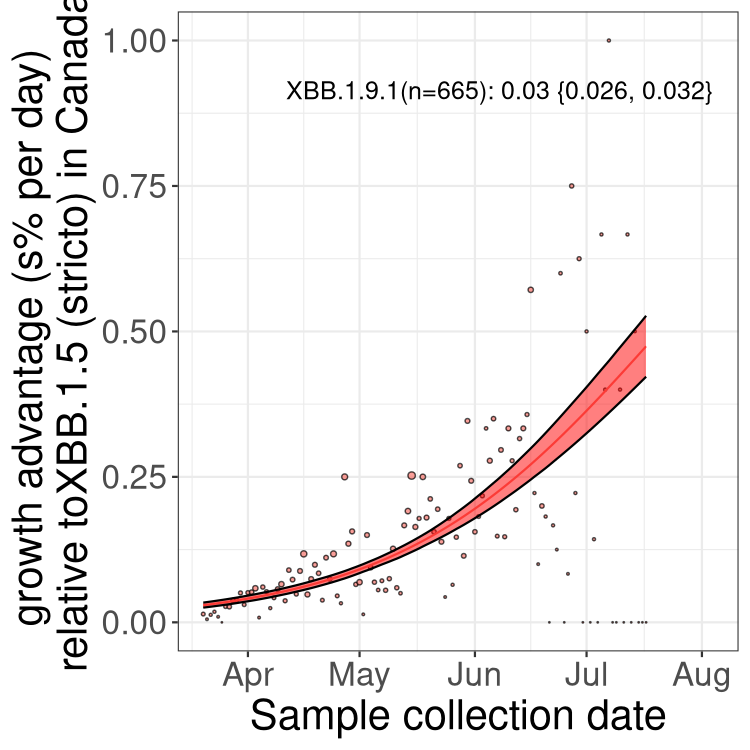 growth advantage (s% per day)
relative toXBB.1.5 (stricto) in Canada
1.00
0.75
0.50
0.25
0.00
XBB.1.9.1(n=665): 0.03 {0.026, 0.032}
Apr May Jun Jul Aug
Sample collection date